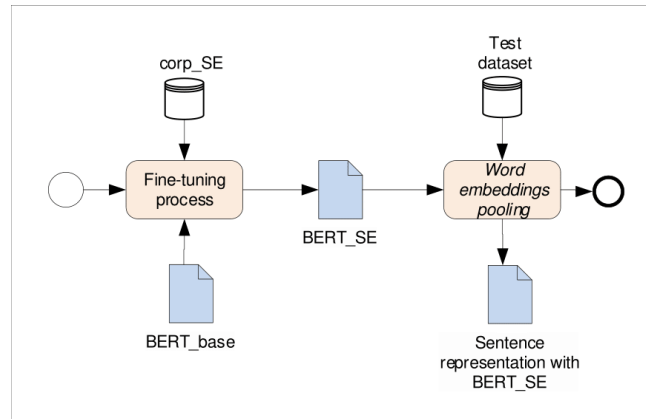 corp_SE
Test
dataset
Fine-tuning
process
BERT_SE
Word
embeddings
pooling
BERT_base
Sentence
representation with
BERT_SE